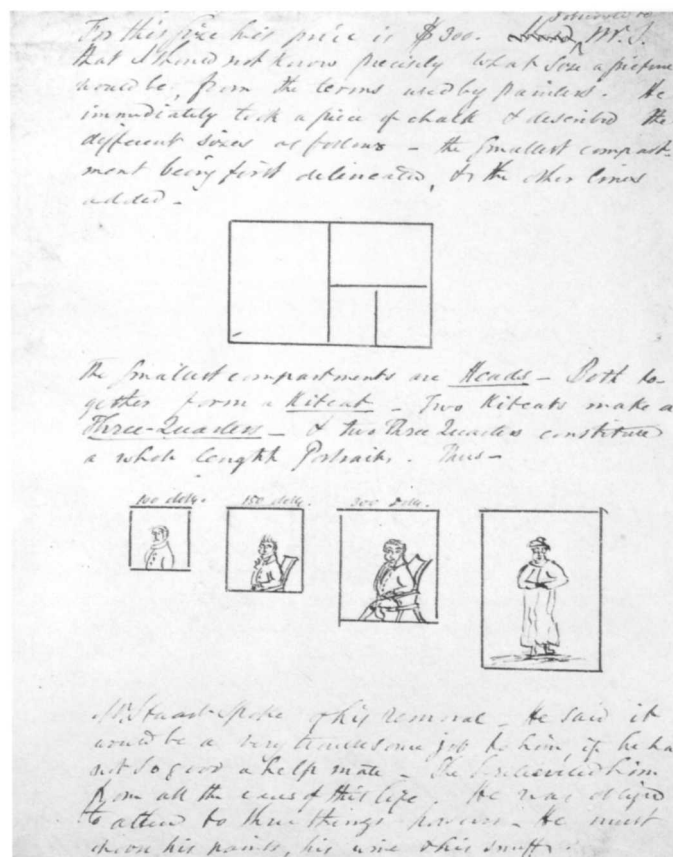 For this size his price is $300. Mr. S.
that I should not know precisely what size a picture
would be, from the terms used by painters. He
immediately took a piece of chalk & described the
different sizes as follows – the smallest compart-
ment being first delineated, & the other lines
added –
the smallest compartments are Heads – Both to-
gether form a Kitcat – Two Kitcats make a
Three-Quarters – & two Three Quarters constitute
a whole length Portrait. Thus –
100 dolls. 150 dolls 300 Dolls.
Mr Stuart spoke of his removal – He said it
would be a very troublesome job to him, if he ha
not so good a help mate – She relieved him
from all the cares of this life. He was obliged
to attend to three things however – He must
his paints, his wine & his snuff.